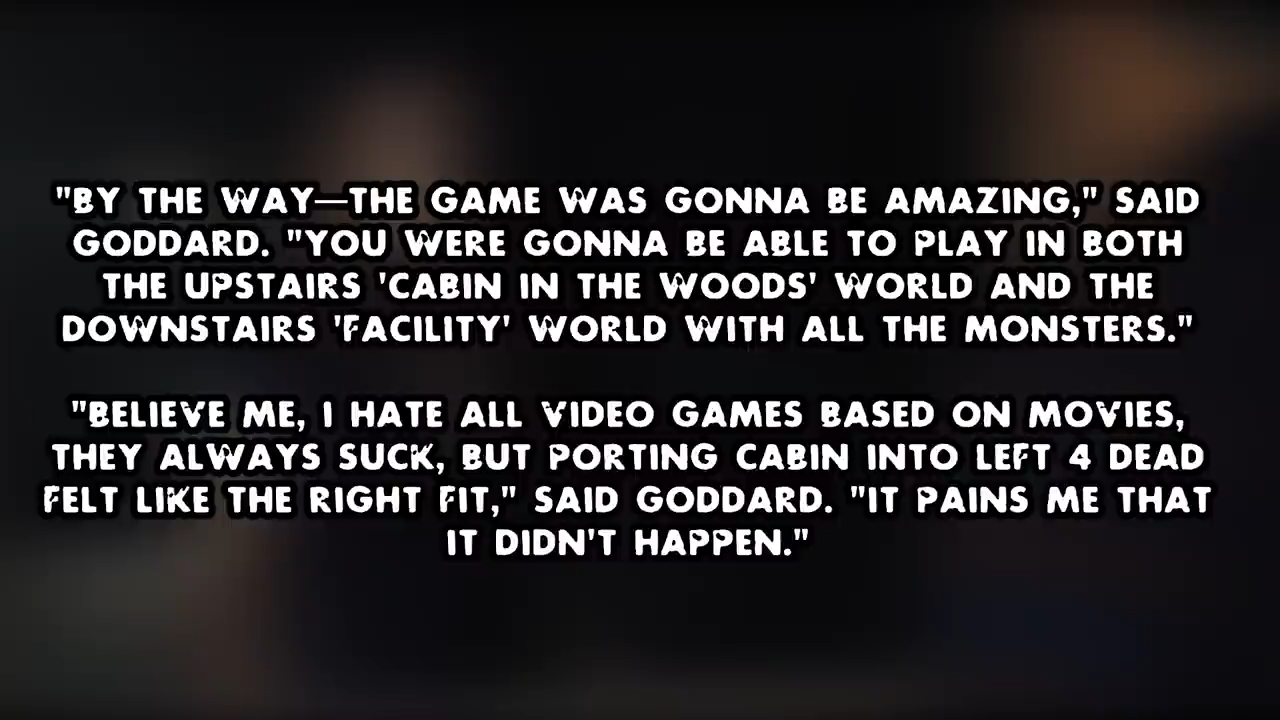 "BY THE WAY—THE GAME WAS GONNA BE AMAZING," SAID
GODDARD. "YOU WERE GONNA BE ABLE TO PLAY IN BOTH
THE UPSTAIRS 'CABIN IN THE WOODS' WORLD AND THE
DOWNSTAIRS 'FACILITY' WORLD WITH ALL THE MONSTERS."
"BELIEVE ME, I HATE ALL VIDEO GAMES BASED ON MOVIES,
THEY ALWAYS SUCK, BUT PORTING CABIN INTO LEFT 4 DEAD
FELT LIKE THE RIGHT FIT," SAID GODDARD. "IT PAINS ME THAT
IT DIDN'T HAPPEN."